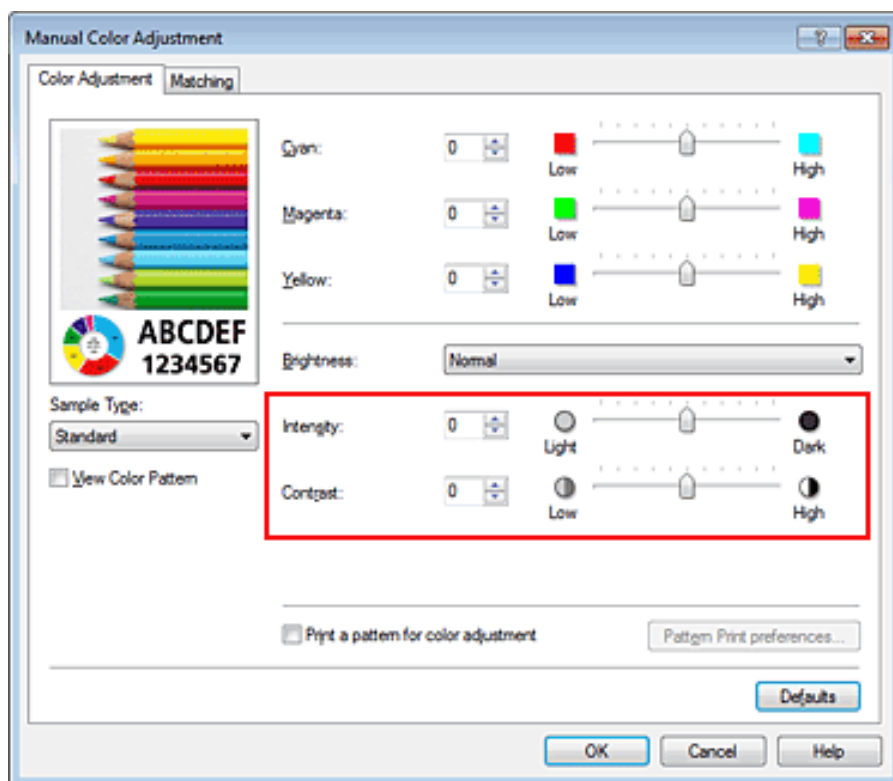 Manual Color Adjustment
Color Adjustment Matching
Cyan: 0 Low High
Magenta: 0 Low High
Yellow: 0 Low High
ABCDEF
1234567
Brightness: Normal
Sample Type:
Standard
View Color Pattern
Intensity: 0 Light Dark
Contrast: 0 Low High
Print a pattern for color adjustment Pattern Print preferences...
Defaults
OK Cancel Help